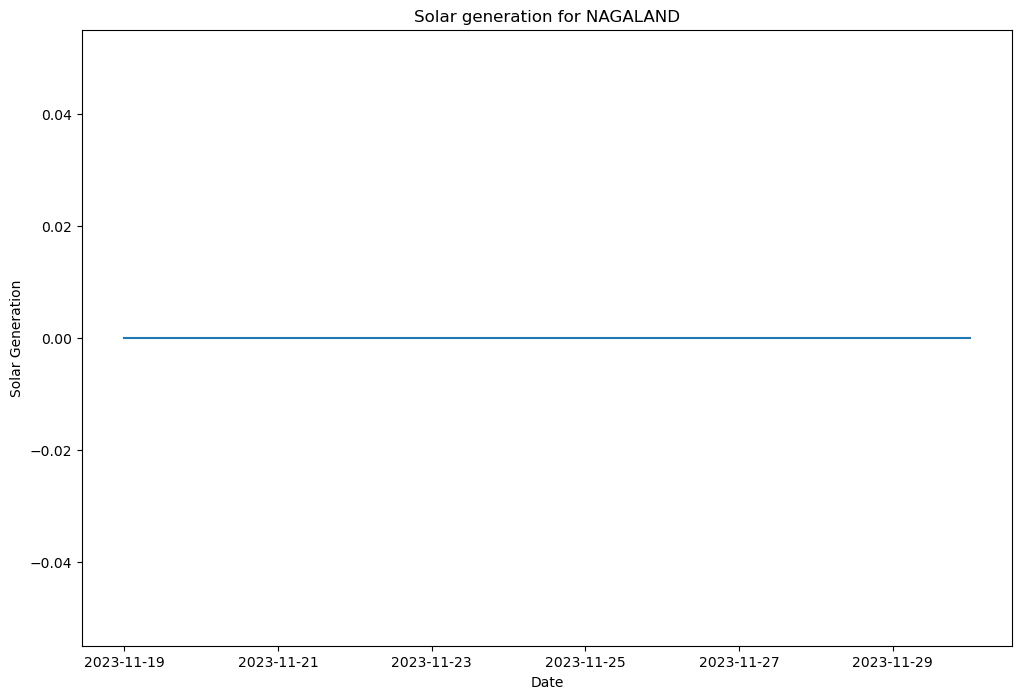 Solar generation for NAGALAND
0.04
0.02
0.00
−0.02
−0.04
Solar Generation
2023-11-19 2023-11-21 2023-11-23 2023-11-25 2023-11-27 2023-11-29
Date